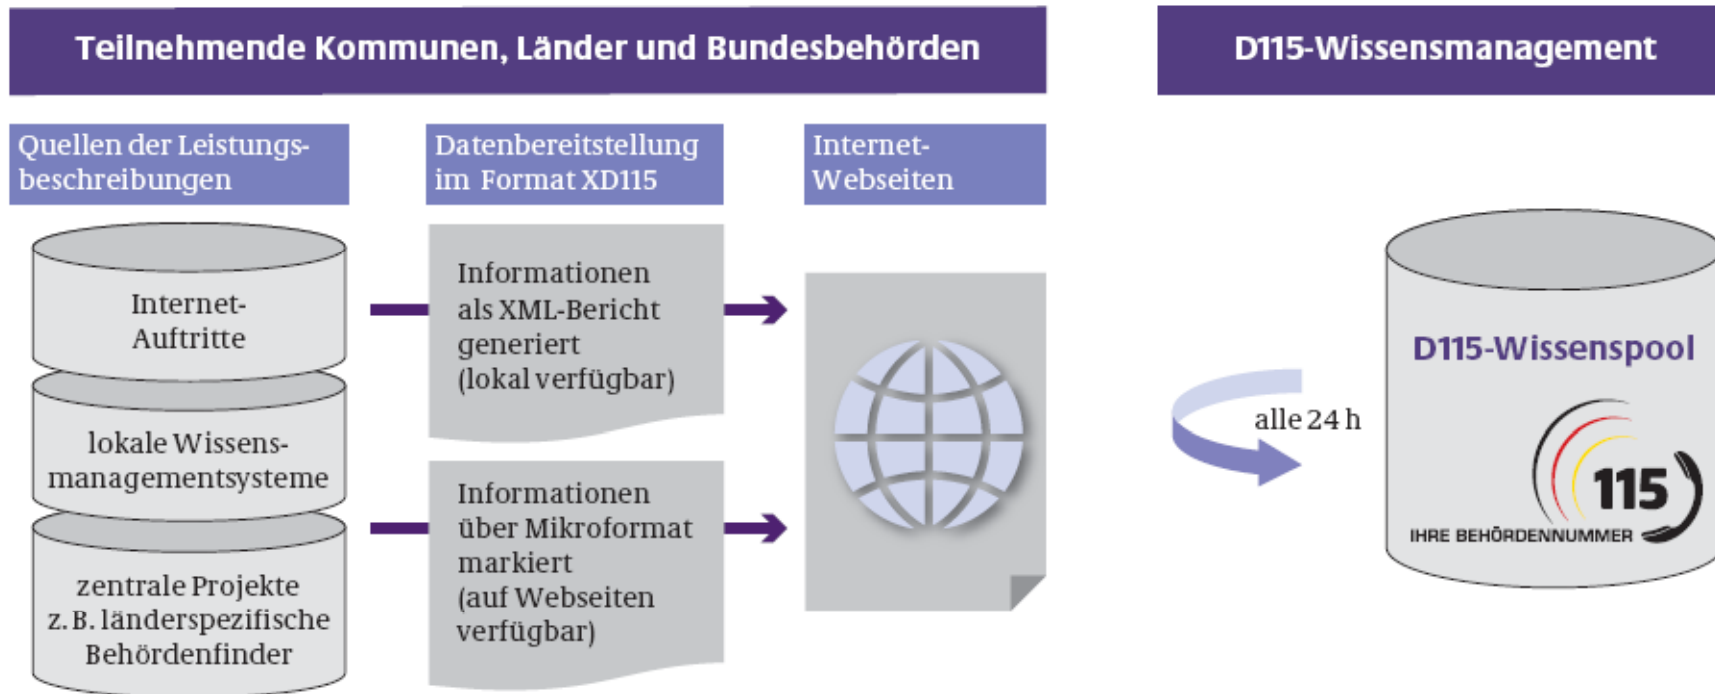 Teilnehmende Kommunen, Länder und Bundesbehörden
Quellen der Leistungs-
beschreibungen
Internet-
Auftritte
lokale Wissens-
managementsysteme
zentrale Projekte
z. B. länderspezifische
Behördenfinder
Datenbereitstellung
im Format XD115
Informationen
als XML-Bericht
generiert
(lokal verfügbar)
Informationen
über Mikroformat
markiert
(auf Webseiten
verfügbar)
Internet-
Webseiten
D115-Wissensmanagement
alle 24 h
D115-Wissenspool
115
IHRE BEHÖRDENNUMMER